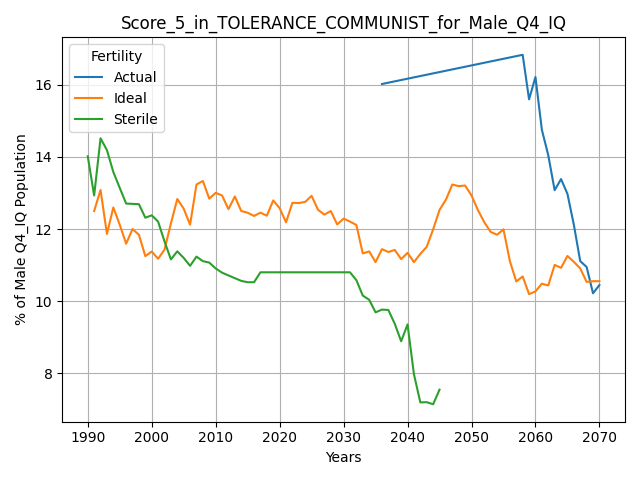 Score_5_in_TOLERANCE_COMMUNIST_for_Male_Q4_IQ
Fertility
Actual
Ideal
Sterile
% of Male Q4_IQ Population
16
14
12
10
8
1990 2000 2010 2020 2030 2040 2050 2060 2070
Years